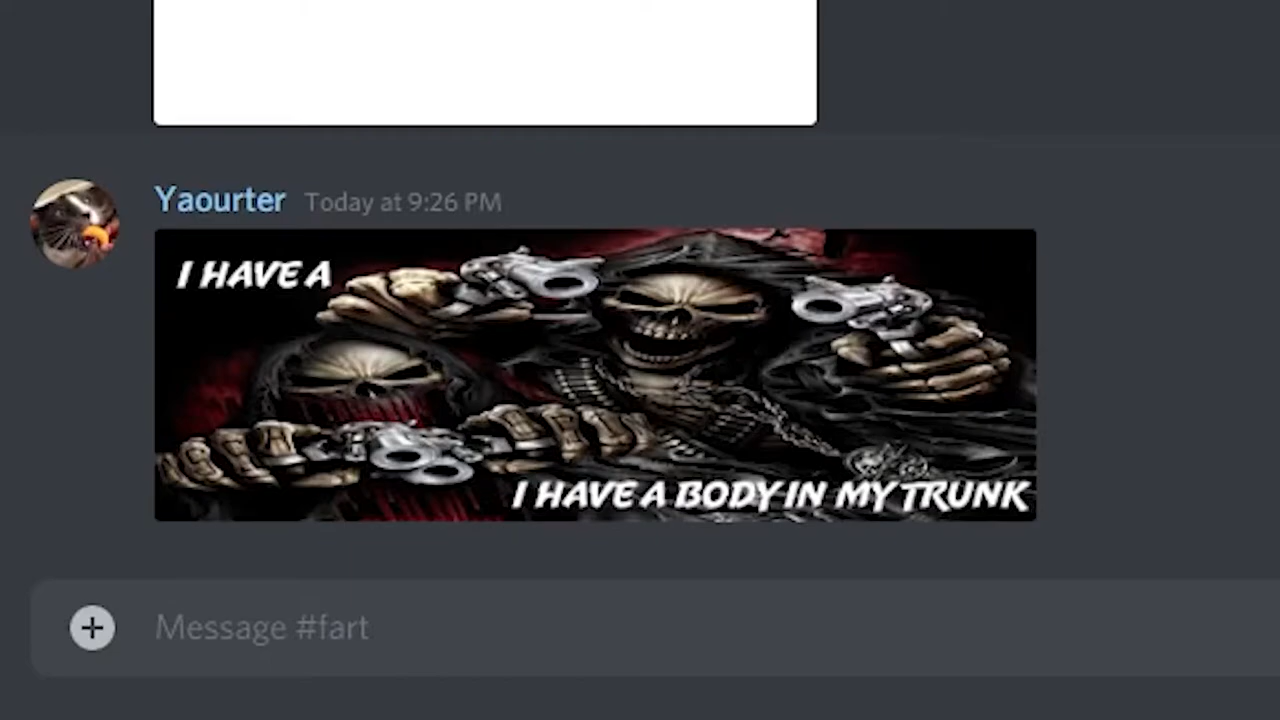 Yaourter Today at 9:26 PM
I HAVE A
I HAVE A BODY IN MY TRUNK
Message #fart